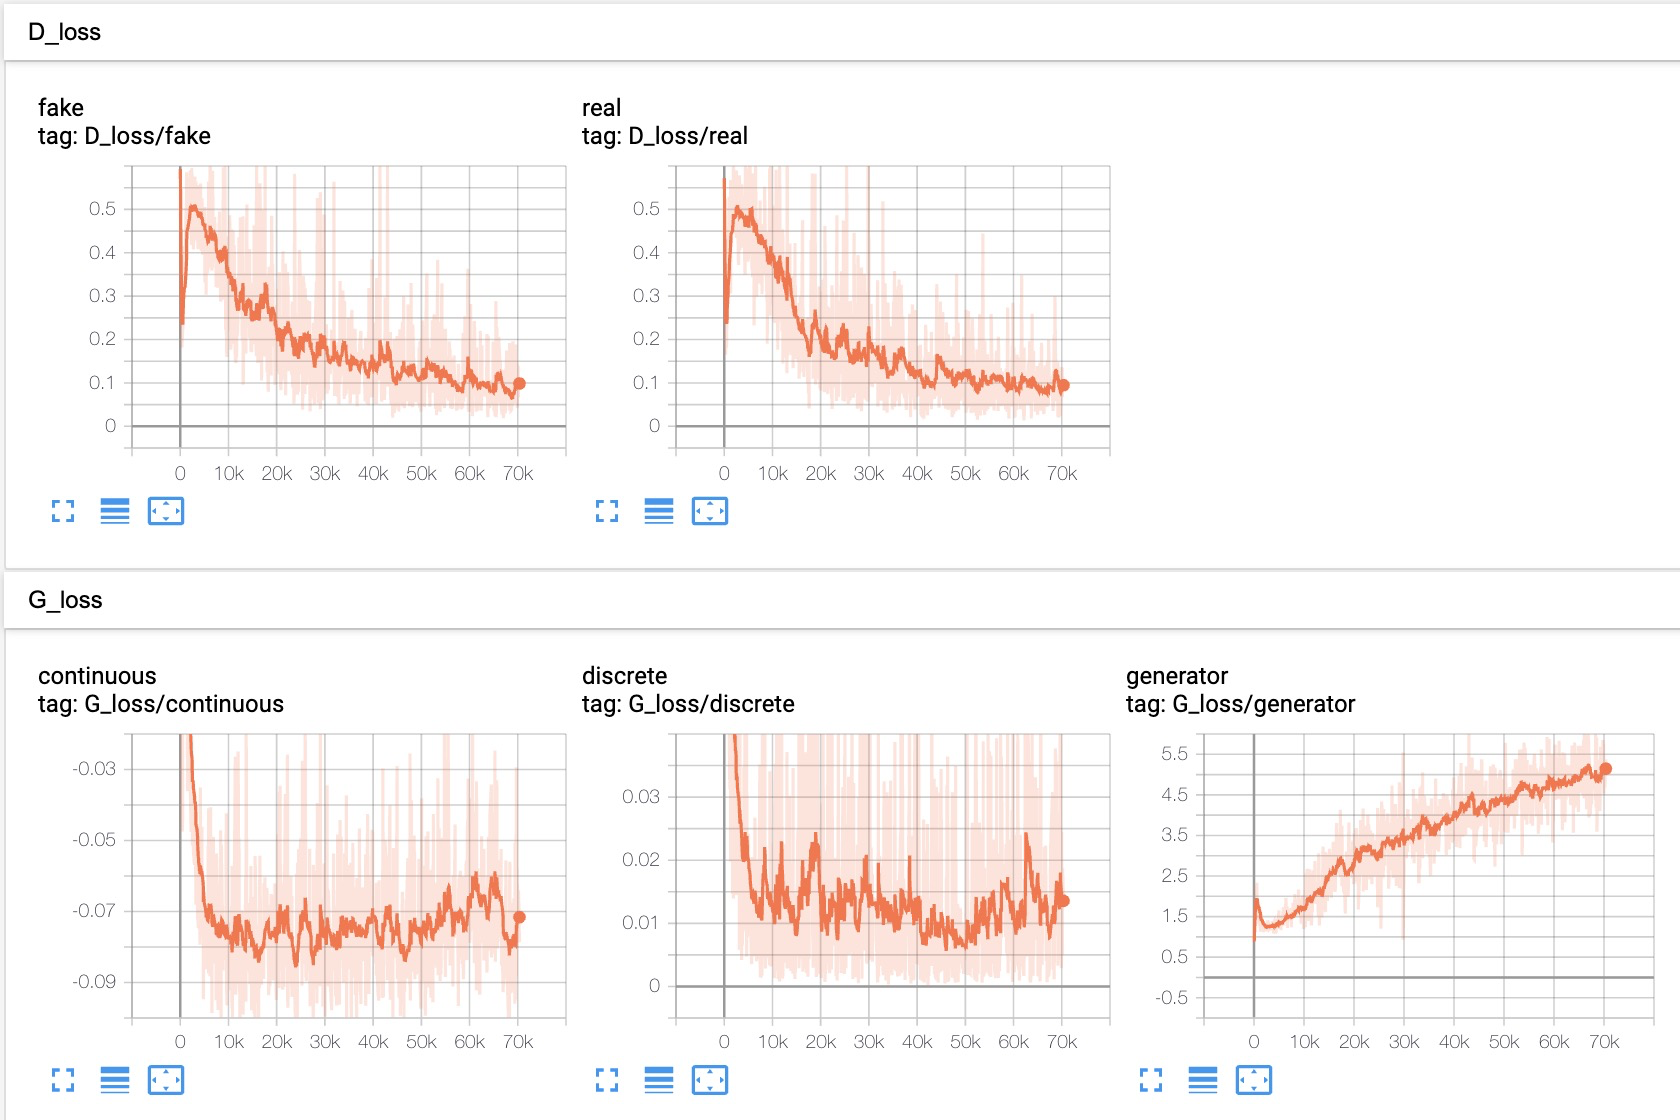 D_loss
fake
tag: D_loss/fake
0.5
0.4
0.3
0.2
0.1
0
0 10k 20k 30k 40k 50k 60k 70k
real
tag: D_loss/real
0.5
0.4
0.3
0.2
0.1
0
0 10k 20k 30k 40k 50k 60k 70k
G_loss
continuous
tag: G_loss/continuous
-0.03
-0.05
-0.07
-0.09
0 10k 20k 30k 40k 50k 60k 70k
discrete
tag: G_loss/discrete
0.03
0.02
0.01
0
0 10k 20k 30k 40k 50k 60k 70k
generator
tag: G_loss/generator
5.5
4.5
3.5
2.5
1.5
0.5
-0.5
0 10k 20k 30k 40k 50k 60k 70k